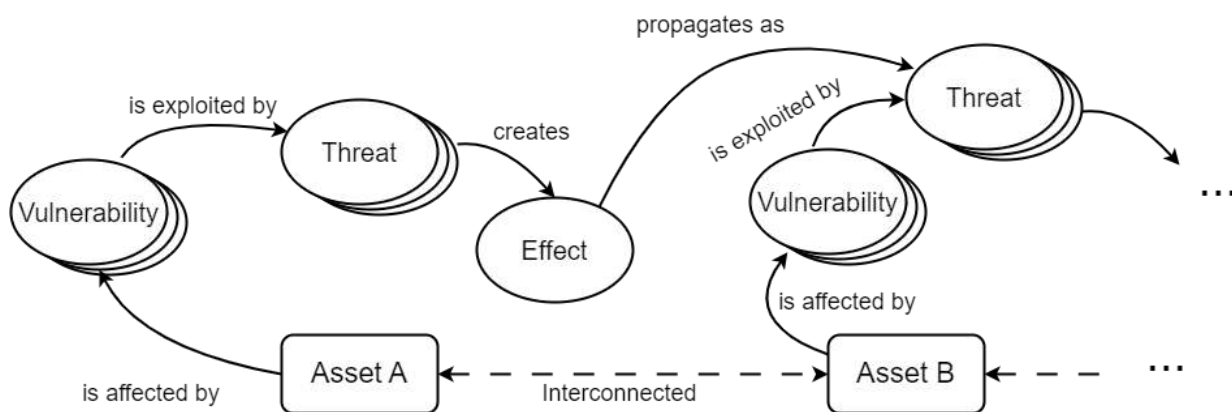 propagates as
is exploited by
Threat
creates
Threat
is exploited by
Vulnerability
Vulnerability
Effect
...
is affected by
is affected by
Asset A
Interconnected
Asset B
...